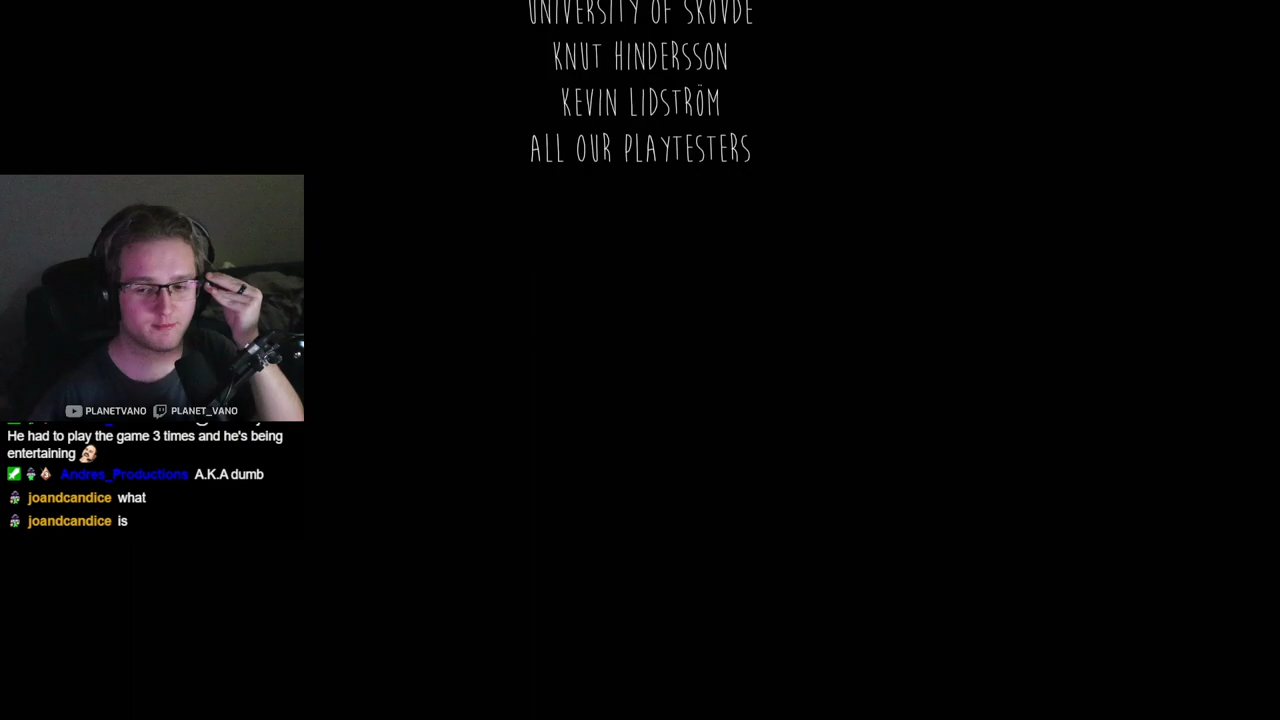 UNIVERSITY OF SKÖVDE
KNUT HINDERSSON
KEVIN LIDSTRÖM
ALL OUR PLAYTESTERS
PLANETVANO PLANET_VANO
He had to play the game 3 times and he's being
entertaining
Andres_Productions A.K.A dumb
joandcandice what
joandcandice is